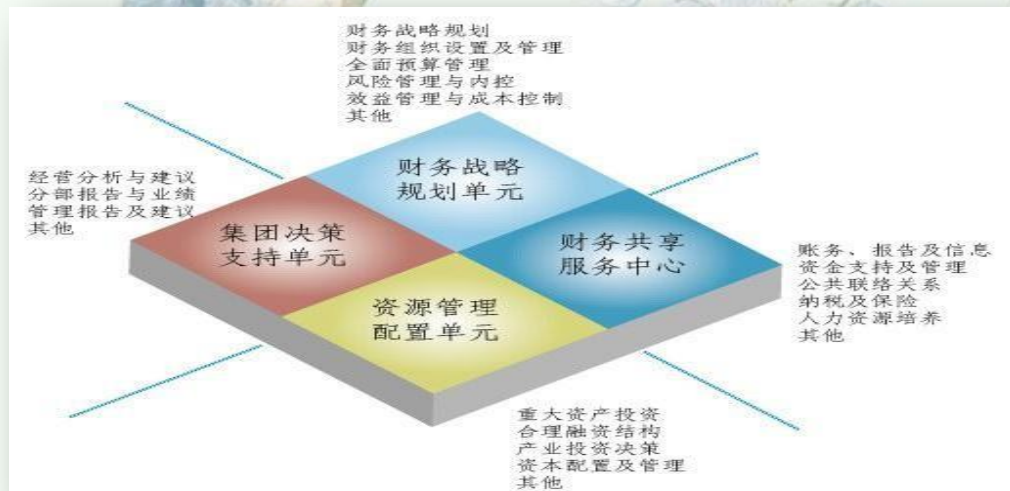 财务战略规划
财务组织设置及管理
全面预算管理
风险管理与内控
效益管理与成本控制
其他
财务战略
规划单元
经营分析与建议
分部报告与业绩
管理报告及建议
其他
集团决策
支持单元
财务共享
服务中心
账务、报告及信息
资金支持及管理
公共联络关系
纳税及保险
人力资源培养
其他
资源管理
配置单元
重大资产投资
合理融资结构
产业投资决策
资本配置及管理
其他